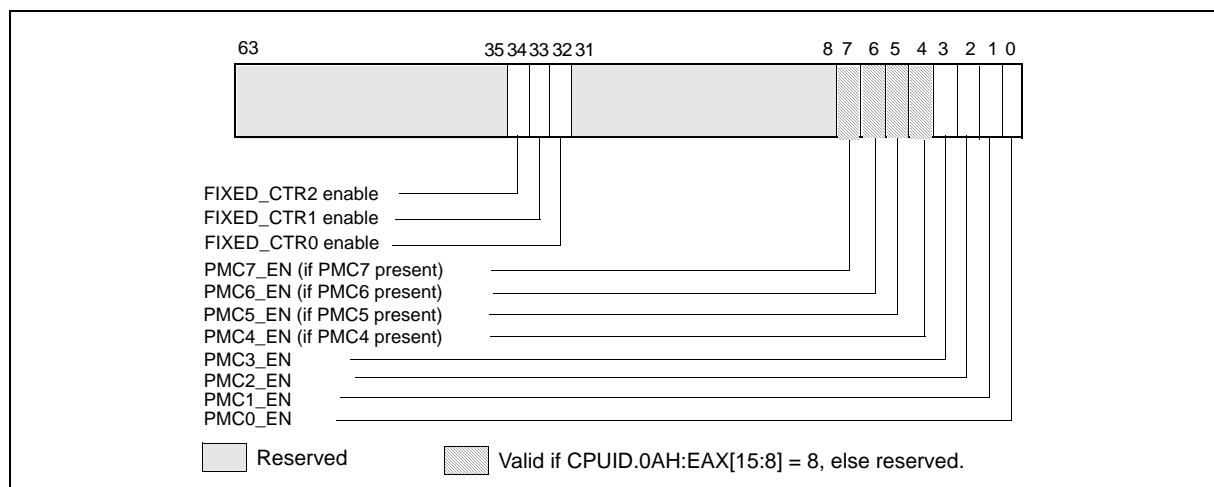 63 35 34 33 32 31 8 7 6 5 4 3 2 1 0
FIXED_CTR2 enable
FIXED_CTR1 enable
FIXED_CTR0 enable
PMC7_EN (if PMC7 present)
PMC6_EN (if PMC6 present)
PMC5_EN (if PMC5 present)
PMC4_EN (if PMC4 present)
PMC3_EN
PMC2_EN
PMC1_EN
PMC0_EN
Reserved Valid if CPUID.0AH:EAX[15:8] = 8, else reserved.